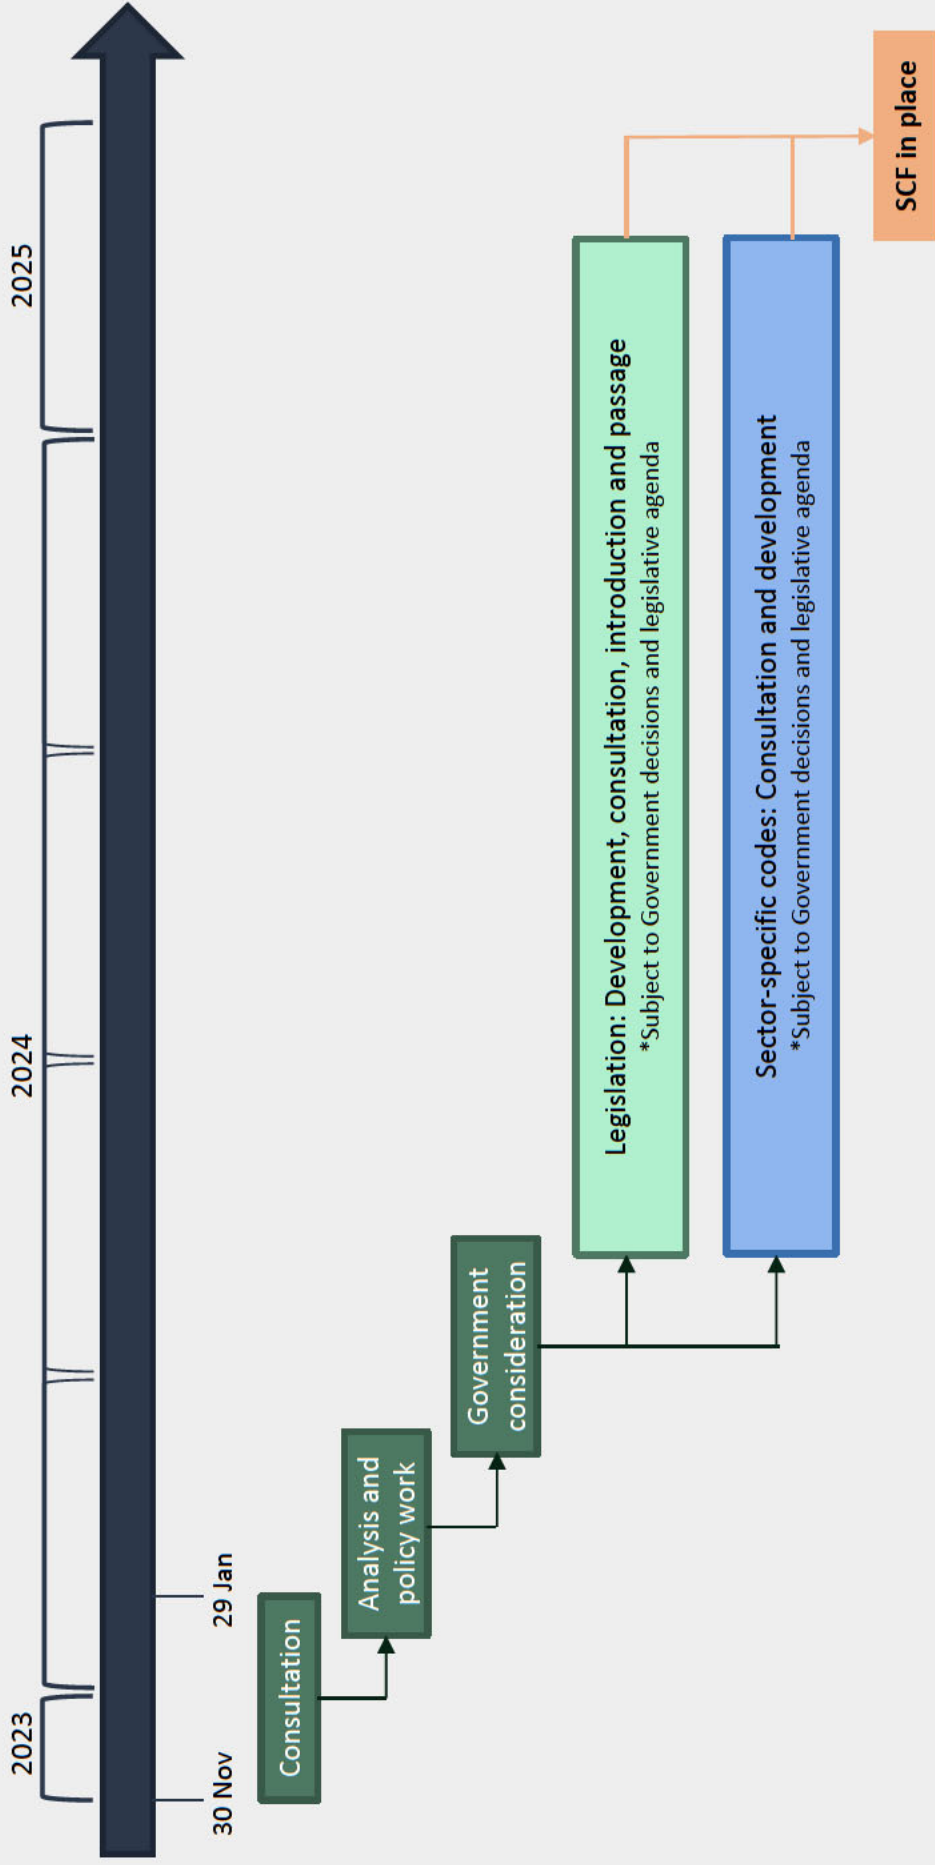 2023
2024
2025
30 Nov
29 Jan
Consultation
Analysis and
policy work
Government
consideration
Legislation: Development, consultation, introduction and passage
*Subject to Government decisions and legislative agenda
Sector-specific codes: Consultation and development
*Subject to Government decisions and legislative agenda
SCF in place